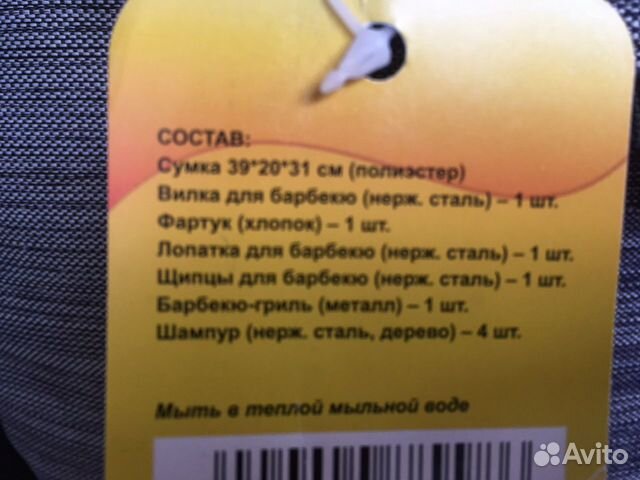 СОСТАВ:
Сумка 39*20*31 см (полиэстер)
Вилка для барбекю (нерж. сталь) – 1 шт.
Фартук (хлопок) – 1 шт.
Лопатка для барбекю (нерж. сталь) – 1 шт.
Щипцы для барбекю (нерж. сталь) – 1 шт.
Барбекю-гриль (металл) – 1 шт.
Шампур (нерж. сталь, дерево) – 4 шт.
Мыть в теплой мыльной воде
Avito